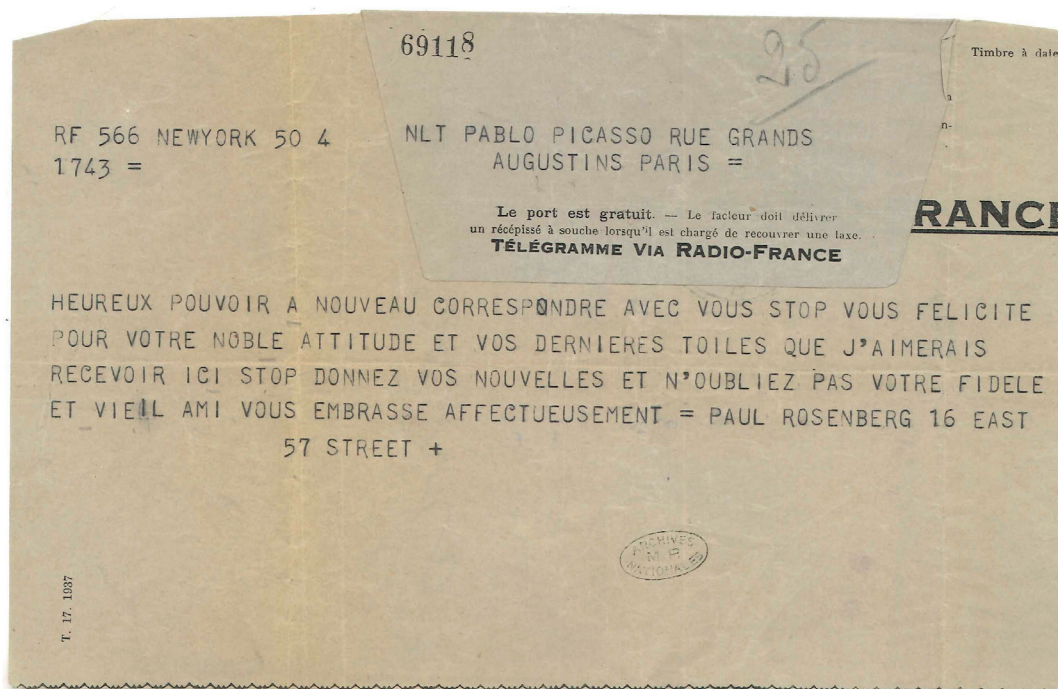 69118
25
Timbre à date
RF 566 NEWYORK 50 4
1743 =
NLT PABLO PICASSO RUE GRANDS
AUGUSTINS PARIS =
Le port est gratuit. — Le facteur doit délivrer
un récépissé à souche lorsqu'il est chargé de recouvrer une taxe.
TÉLÉGRAMME VIA RADIO-FRANCE
RANCE
HEUREUX POUVOIR A NOUVEAU CORRESPONDRE AVEC VOUS STOP VOUS FELICITE
POUR VOTRE NOBLE ATTITUDE ET VOS DERNIERES TOILES QUE J'AIMERAIS
RECEVOIR ICI STOP DONNEZ VOS NOUVELLES ET N'OUBLIEZ PAS VOTRE FIDELE
ET VIEIL AMI VOUS EMBRASSE AFFECTUEUSEMENT = PAUL ROSENBERG 16 EAST
57 STREET +
ARCHIVES
NATIONALES
T. 17. 1937